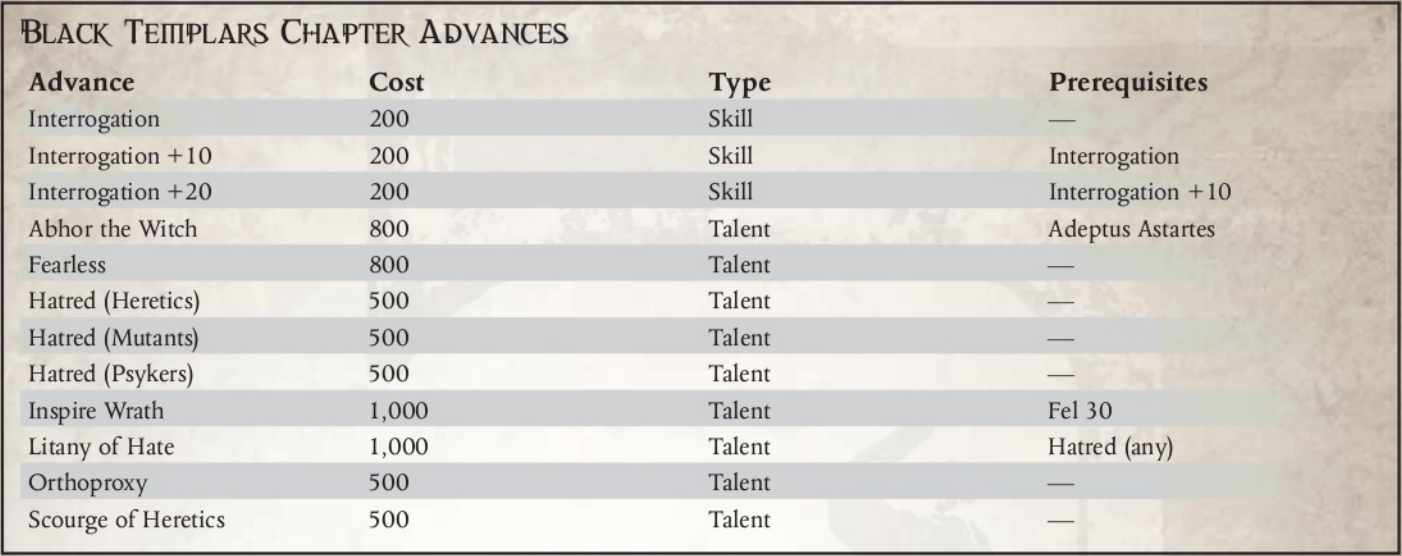 Black Templars Chapter Advances
Advance Cost Type Prerequisites
Interrogation 200 Skill —
Interrogation +10 200 Skill Interrogation
Interrogation +20 200 Skill Interrogation +10
Abhor the Witch 800 Talent Adeptus Astartes
Fearless 800 Talent —
Hatred (Heretics) 500 Talent —
Hatred (Mutants) 500 Talent —
Hatred (Psykers) 500 Talent —
Inspire Wrath 1,000 Talent Fel 30
Litany of Hate 1,000 Talent Hatred (any)
Orthoproxy 500 Talent —
Scourge of Heretics 500 Talent —